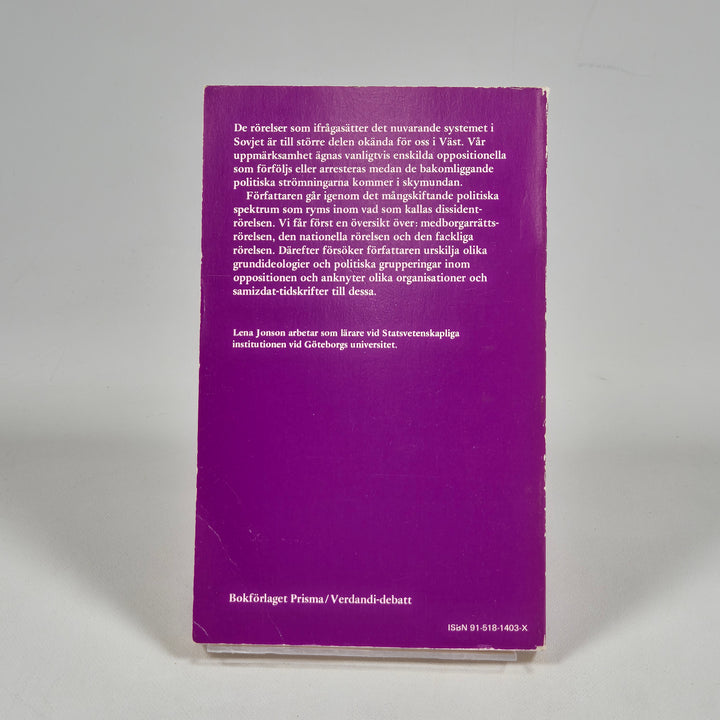 De rörelser som ifrågasätter det nuvarande systemet i
Sovjet är till större delen okända för oss i Väst. Vår
uppmärksamhet ägnas vanligtvis enskilda oppositionella
som förföljs eller arresteras medan de bakomliggande
politiska strömningarna kommer i skymundan.
Författaren går igenom det mångskiftande politiska
spektrum som ryms inom vad som kallas dissident-
rörelsen. Vi får först en översikt över: medborgarrätts-
rörelsen, den nationella rörelsen och den fackliga
rörelsen. Därefter försöker författaren urskilja olika
grundideologier och politiska grupperingar inom
oppositionen och anknyter olika organisationer och
samizdat-tidskrifter till dessa.
Lena Jonson arbetar som lärare vid Statsvetenskapliga
institutionen vid Göteborgs universitet.
Bokförlaget Prisma/Verdandi-debatt
ISBN 91-518-1403-X